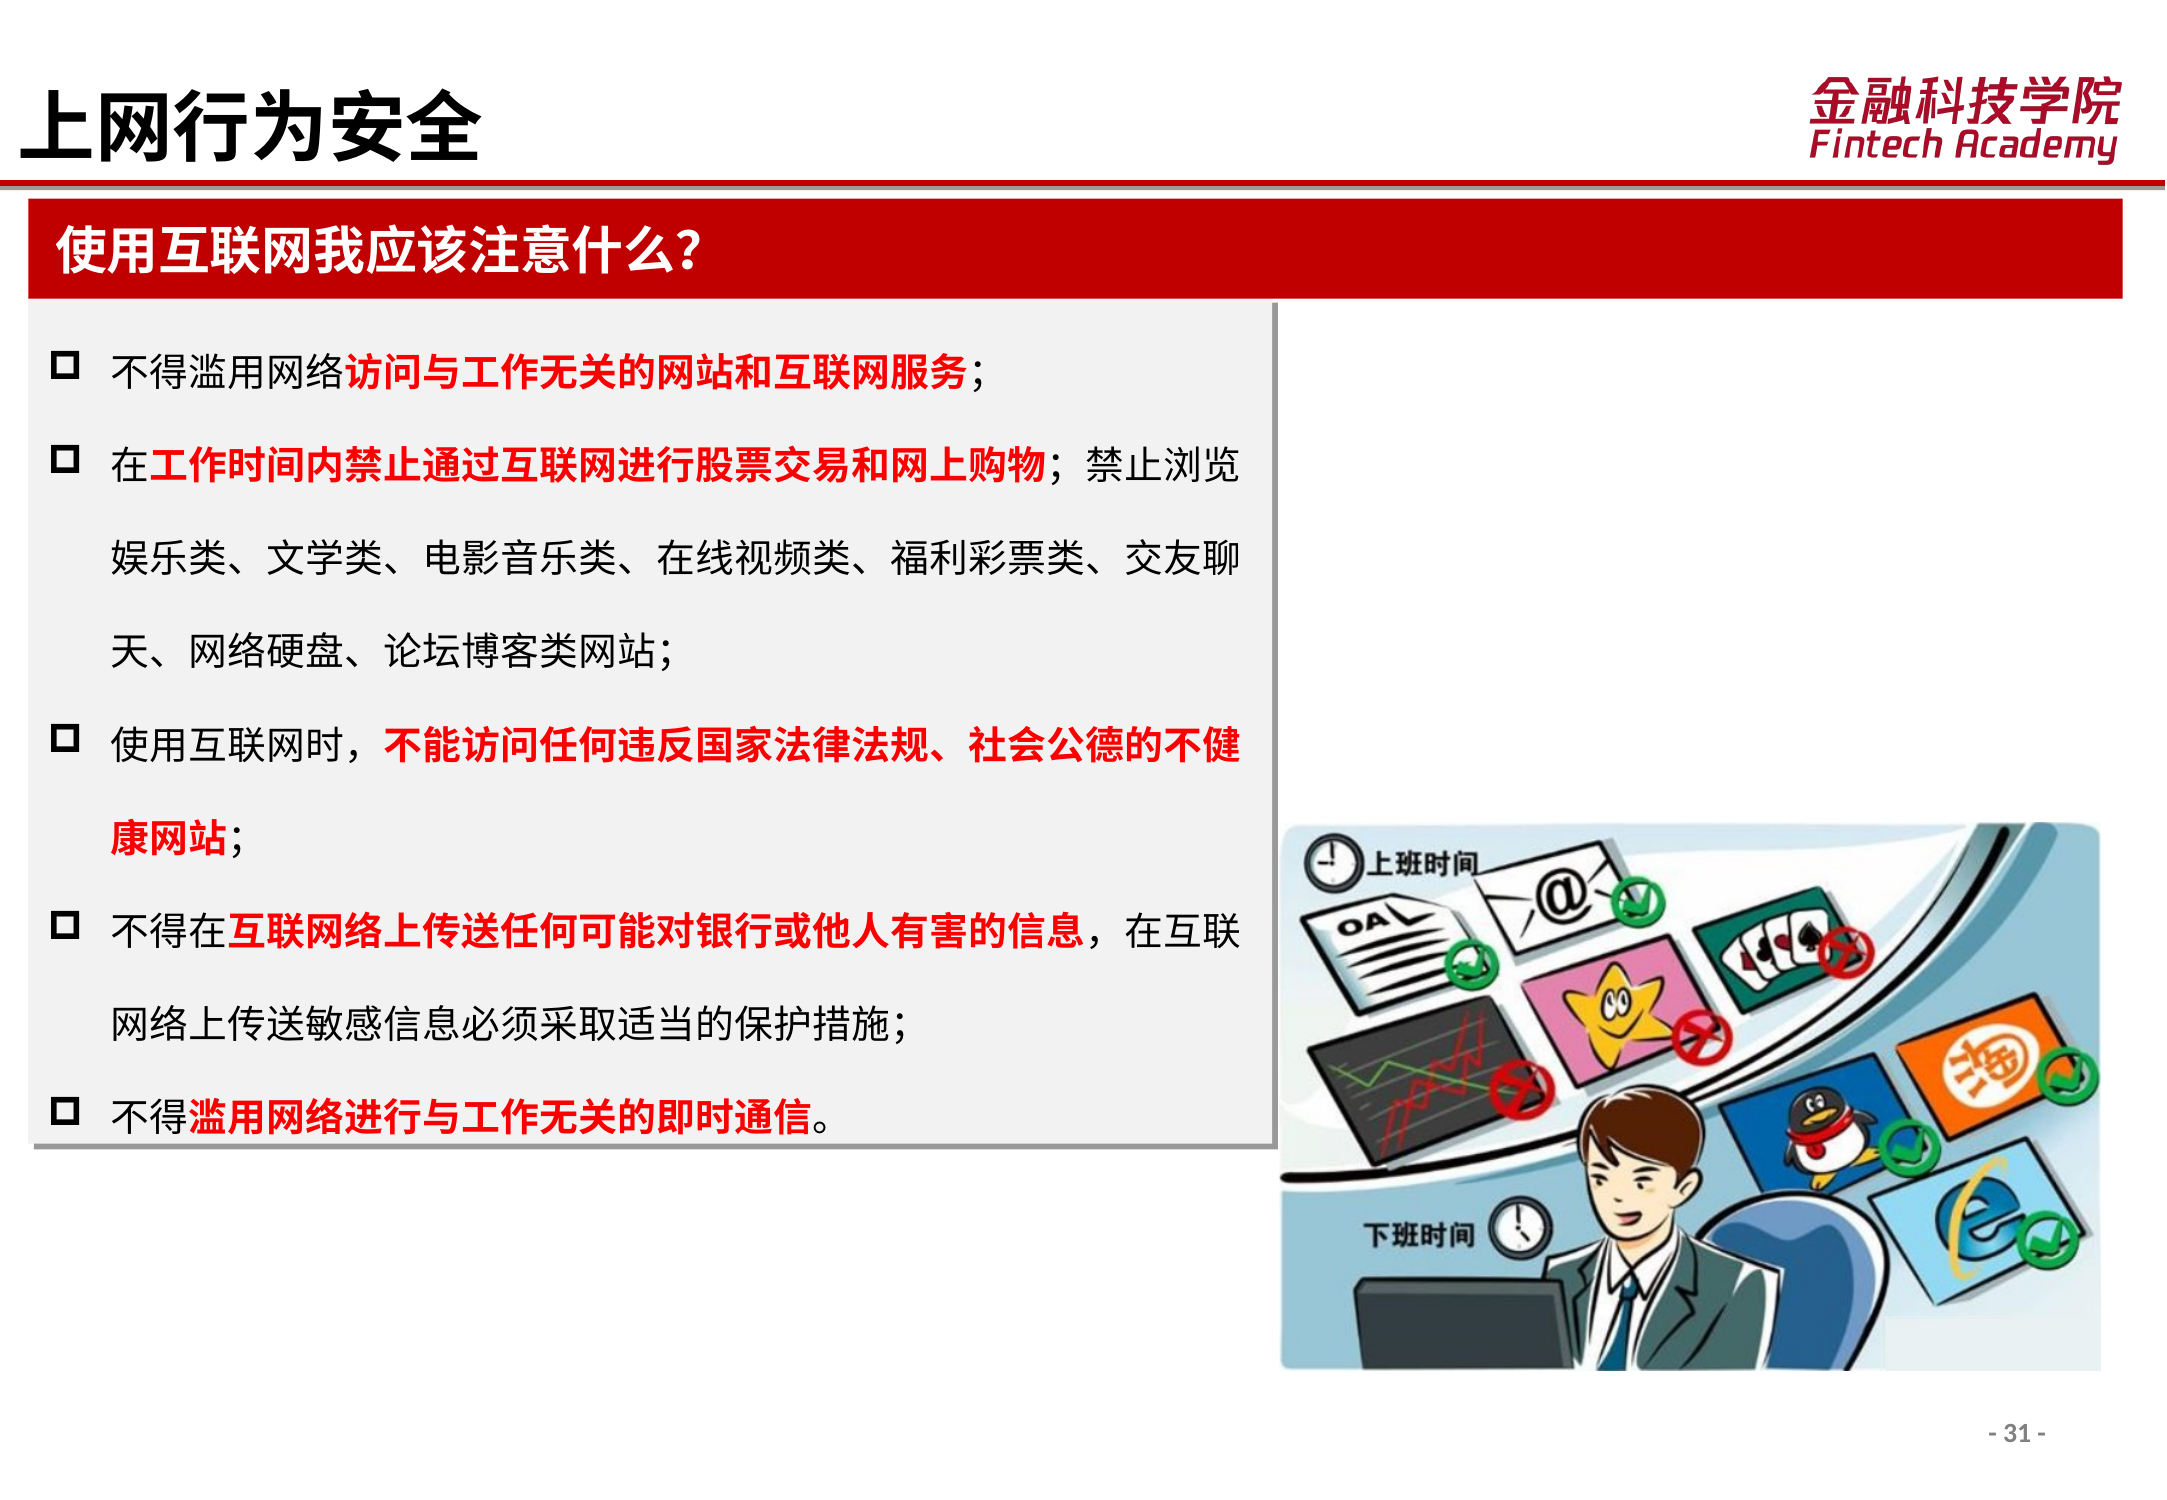 上网行为安全
金融科技学院
Fintech Academy
使用互联网我应该注意什么？
不得滥用网络访问与工作无关的网站和互联网服务；
在工作时间内禁止通过互联网进行股票交易和网上购物；禁止浏览
娱乐类、文学类、电影音乐类、在线视频类、福利彩票类、交友聊
天、网络硬盘、论坛博客类网站；
使用互联网时，不能访问任何违反国家法律法规、社会公德的不健
康网站；
不得在互联网络上传送任何可能对银行或他人有害的信息，在互联
网络上传送敏感信息必须采取适当的保护措施；
不得滥用网络进行与工作无关的即时通信。
上班时间
@
OA
淘
e
下班时间
- 31 -